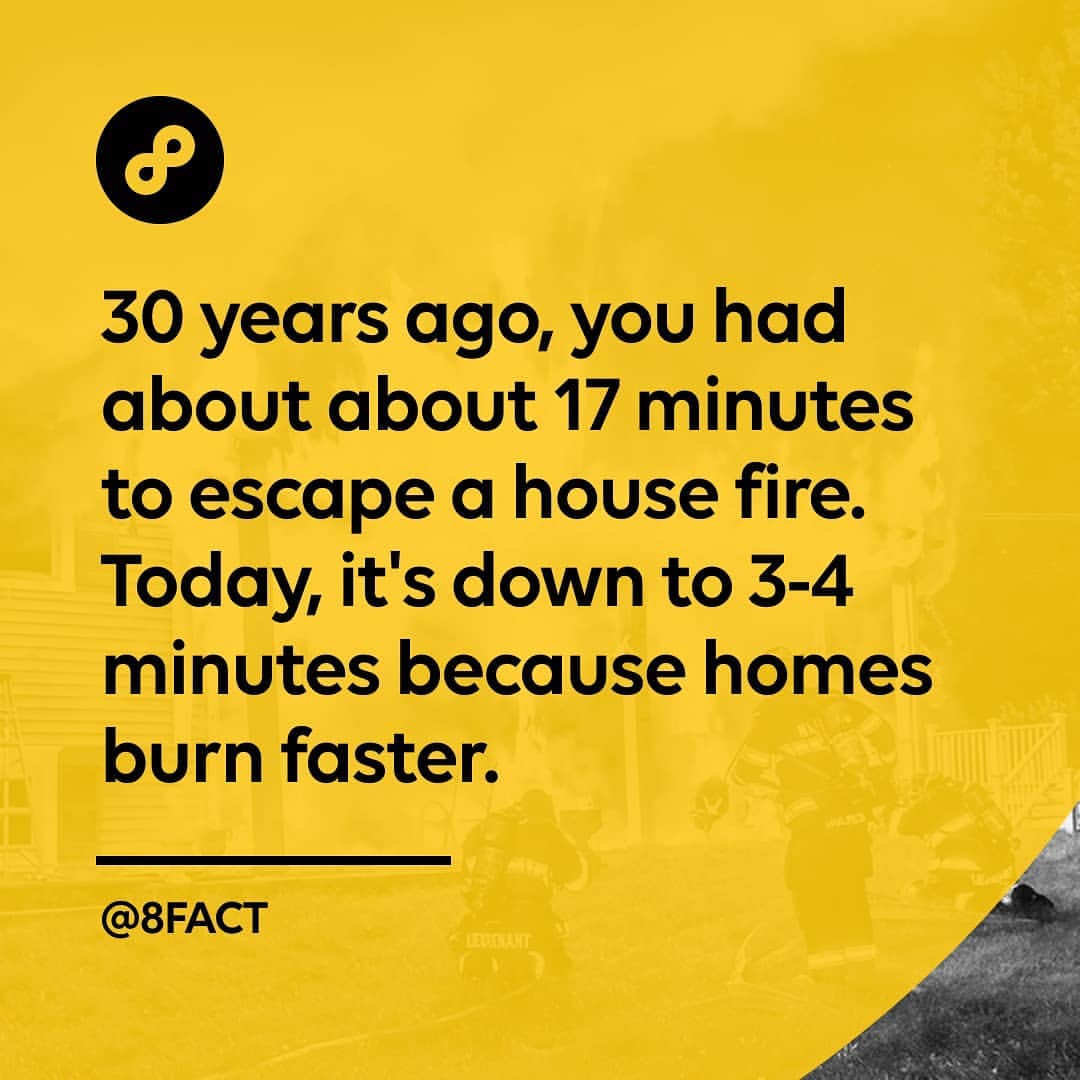 30 years ago, you had
about about 17 minutes
to escape a house fire.
Today, it's down to 3-4
minutes because homes
burn faster.
@8FACT
LIEUTENANT